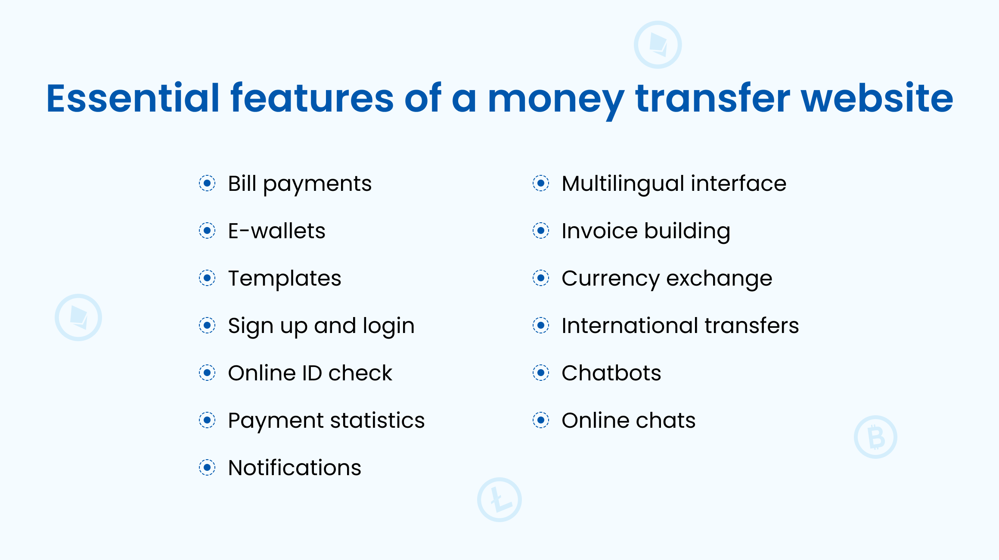 Essential features of a money transfer website
Bill payments
E-wallets
Templates
Sign up and login
Online ID check
Payment statistics
Notifications
Multilingual interface
Invoice building
Currency exchange
International transfers
Chatbots
Online chats